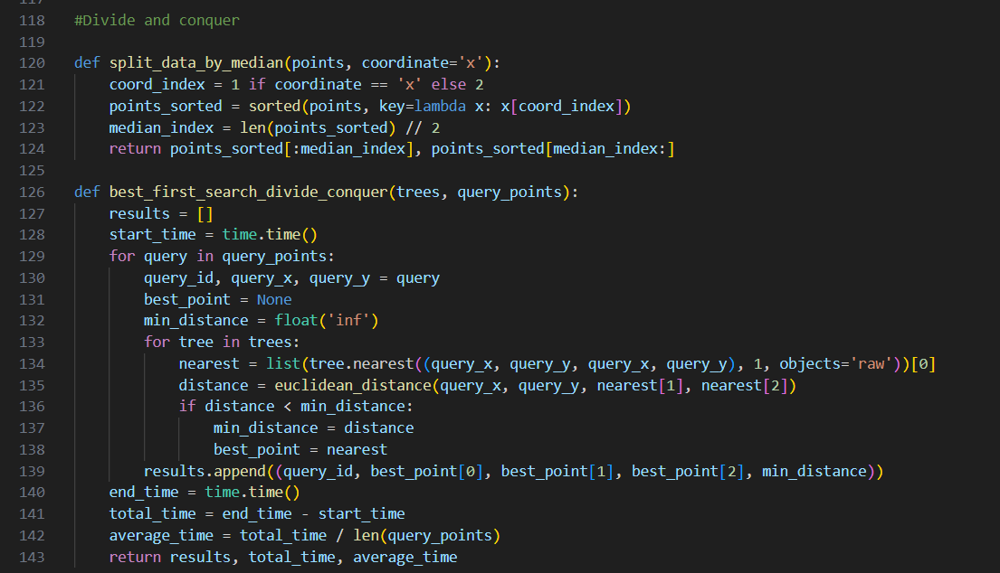 117
118 #Divide and conquer
119
120 def split_data_by_median(points, coordinate='x'):
121     coord_index = 1 if coordinate == 'x' else 2
122     points_sorted = sorted(points, key=lambda x: x[coord_index])
123     median_index = len(points_sorted) // 2
124     return points_sorted[:median_index], points_sorted[median_index:]
125
126 def best_first_search_divide_conquer(trees, query_points):
127     results = []
128     start_time = time.time()
129     for query in query_points:
130         query_id, query_x, query_y = query
131         best_point = None
132         min_distance = float('inf')
133         for tree in trees:
134             nearest = list(tree.nearest((query_x, query_y, query_x, query_y), 1, objects='raw'))[0]
135             distance = euclidean_distance(query_x, query_y, nearest[1], nearest[2])
136             if distance < min_distance:
137                 min_distance = distance
138                 best_point = nearest
139         results.append((query_id, best_point[0], best_point[1], best_point[2], min_distance))
140     end_time = time.time()
141     total_time = end_time - start_time
142     average_time = total_time / len(query_points)
143     return results, total_time, average_time